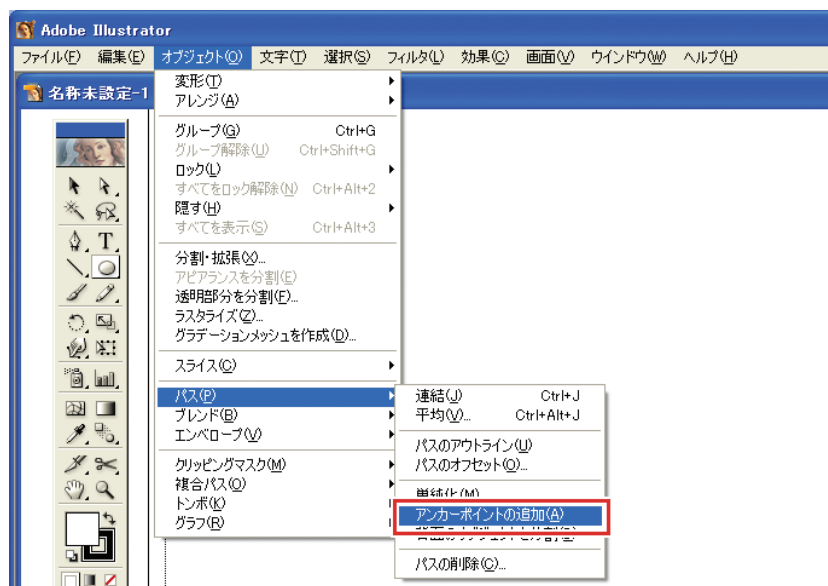 Adobe Illustrator
ファイル(F) 編集(E) オブジェクト(O) 文字(T) 選択(S) フィルタ(L) 効果(C) 画面(V) ウインドウ(W) ヘルプ(H)
名称未設定-1
変形(T)
アレンジ(A)
グループ(G) Ctrl+G
グループ解除(U) Ctrl+Shift+G
ロック(L)
すべてをロック解除(N) Ctrl+Alt+2
隠す(H)
すべてを表示(S) Ctrl+Alt+3
分割・拡張(X)...
アピアランスを分割(E)
透明部分を分割(F)...
ラスタライズ(Z)...
グラデーションメッシュを作成(D)...
スライス(C)
パス(P)
ブレンド(B)
エンベロープ(V)
クリッピングマスク(M)
複合パス(O)
トンボ(K)
グラフ(R)
連結(J) Ctrl+J
平均(V)... Ctrl+Alt+J
パスのアウトライン(U)
パスのオフセット(O)...
単純化(M)
アンカーポイントの追加(A)
パスの削除(C)...